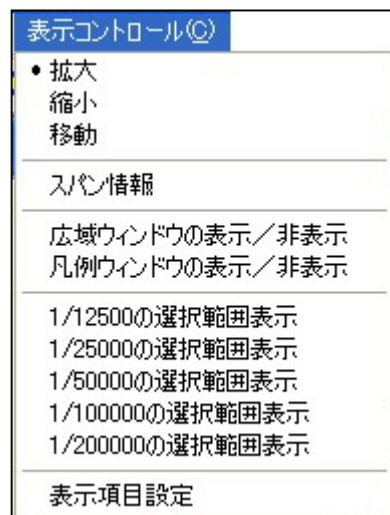 表示コントロール(C)
• 拡大
縮小
移動
スパン情報
広域ウィンドウの表示／非表示
凡例ウィンドウの表示／非表示
1/12500の選択範囲表示
1/25000の選択範囲表示
1/50000の選択範囲表示
1/100000の選択範囲表示
1/200000の選択範囲表示
表示項目設定